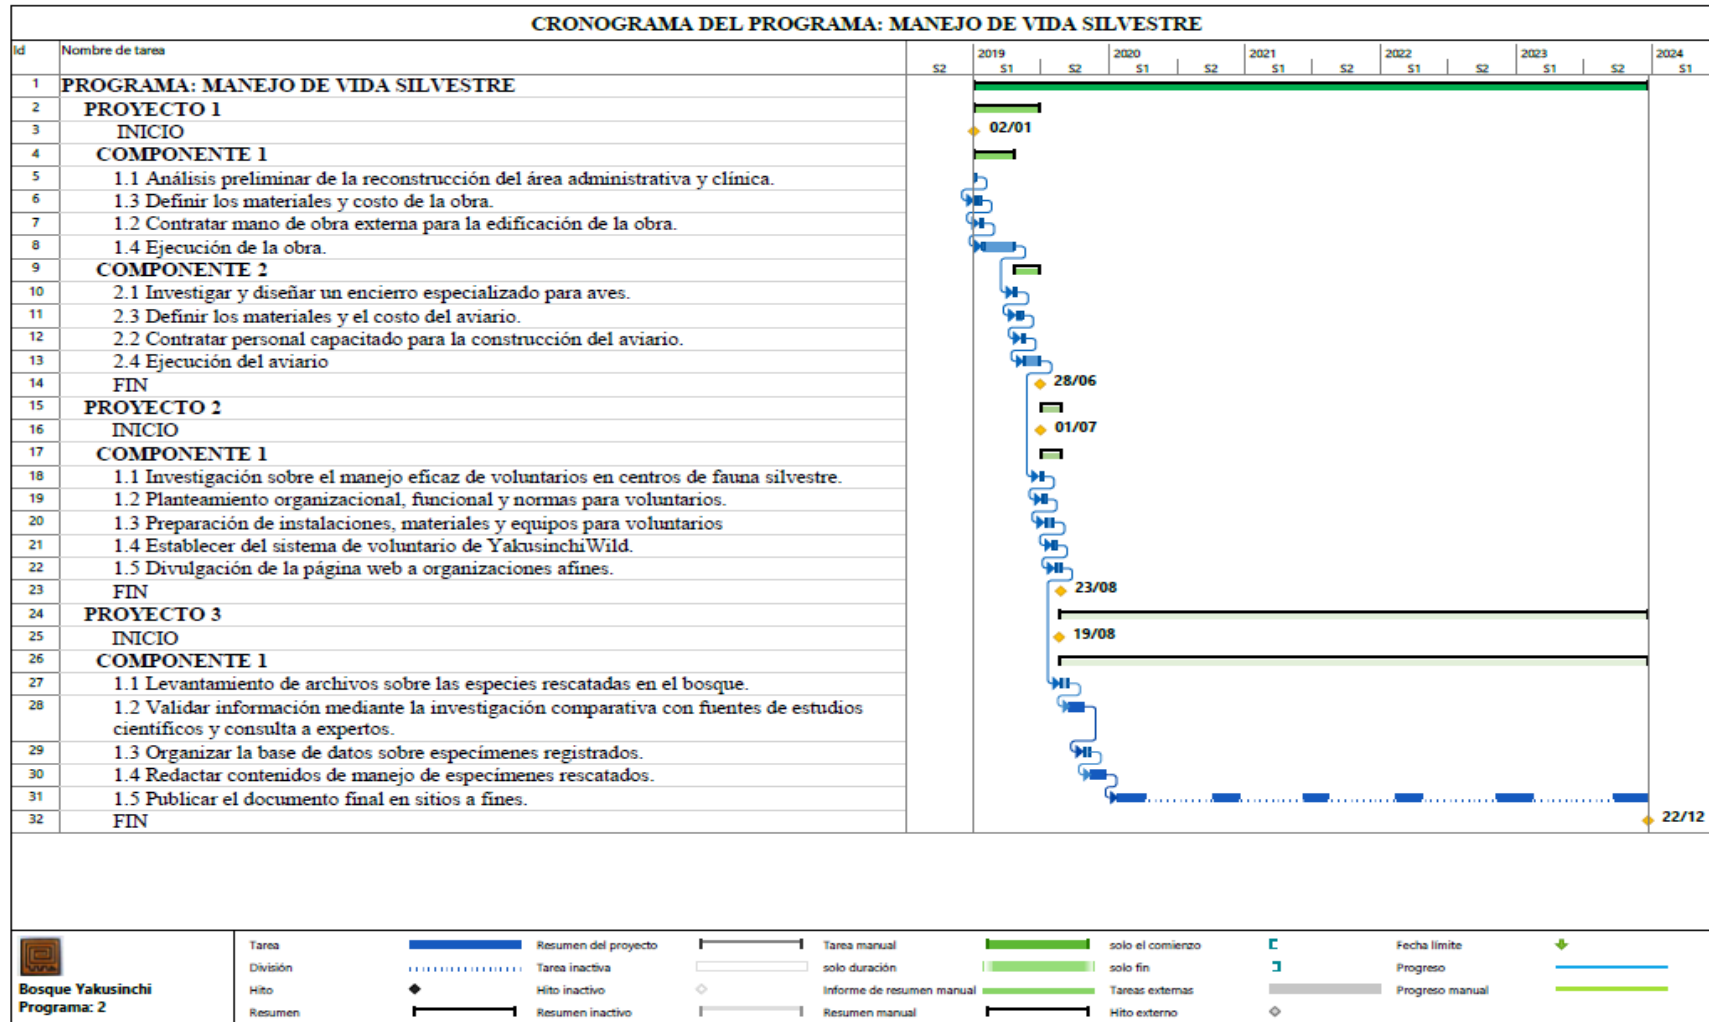 CRONOGRAMA DEL PROGRAMA: MANEJO DE VIDA SILVESTRE
Id Nombre de tarea 2019 2020 2021 2022 2023 2024
S2 S1 S2 S1 S2 S1 S2 S1 S2 S1 S2 S1
1 PROGRAMA: MANEJO DE VIDA SILVESTRE
2 PROYECTO 1
3 INICIO 02/01
4 COMPONENTE 1
5 1.1 Análisis preliminar de la reconstrucción del área administrativa y clínica.
6 1.3 Definir los materiales y costo de la obra.
7 1.2 Contratar mano de obra externa para la edificación de la obra.
8 1.4 Ejecución de la obra.
9 COMPONENTE 2
10 2.1 Investigar y diseñar un encierro especializado para aves.
11 2.3 Definir los materiales y el costo del aviario.
12 2.2 Contratar personal capacitado para la construcción del aviario.
13 2.4 Ejecución del aviario
14 FIN 28/06
15 PROYECTO 2
16 INICIO 01/07
17 COMPONENTE 1
18 1.1 Investigación sobre el manejo eficaz de voluntarios en centros de fauna silvestre.
19 1.2 Planteamiento organizacional, funcional y normas para voluntarios.
20 1.3 Preparación de instalaciones, materiales y equipos para voluntarios
21 1.4 Establecer del sistema de voluntario de YakusinchiWild.
22 1.5 Divulgación de la página web a organizaciones afines.
23 FIN 23/08
24 PROYECTO 3
25 INICIO 19/08
26 COMPONENTE 1
27 1.1 Levantamiento de archivos sobre las especies rescatadas en el bosque.
28 1.2 Validar información mediante la investigación comparativa con fuentes de estudios
científicos y consulta a expertos.
29 1.3 Organizar la base de datos sobre especímenes registrados.
30 1.4 Redactar contenidos de manejo de especímenes rescatados.
31 1.5 Publicar el documento final en sitios a fines.
32 FIN 22/12
Bosque Yakusinchi
Programa: 2
Tarea Resumen del proyecto Tarea manual solo el comienzo Fecha límite
División Tarea inactiva solo duración solo fin Progreso
Hito Hito inactivo Informe de resumen manual Tareas externas Progreso manual
Resumen Resumen inactivo Resumen manual Hito externo